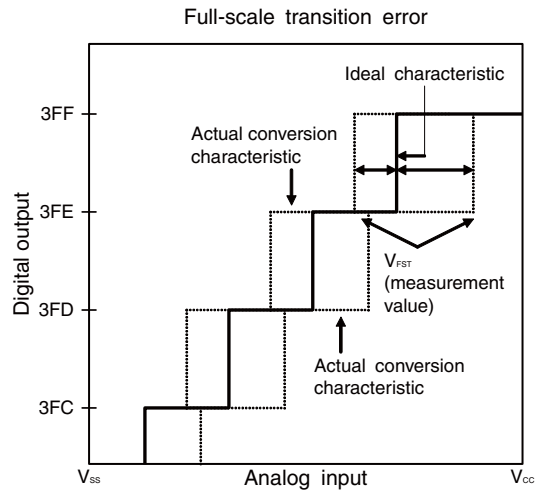 Full-scale transition error
Ideal characteristic
3FF
Actual conversion
characteristic
3FE
VFST
(measurement
value)
Digital output
3FD
Actual conversion
characteristic
3FC
VSS
Analog input
VCC